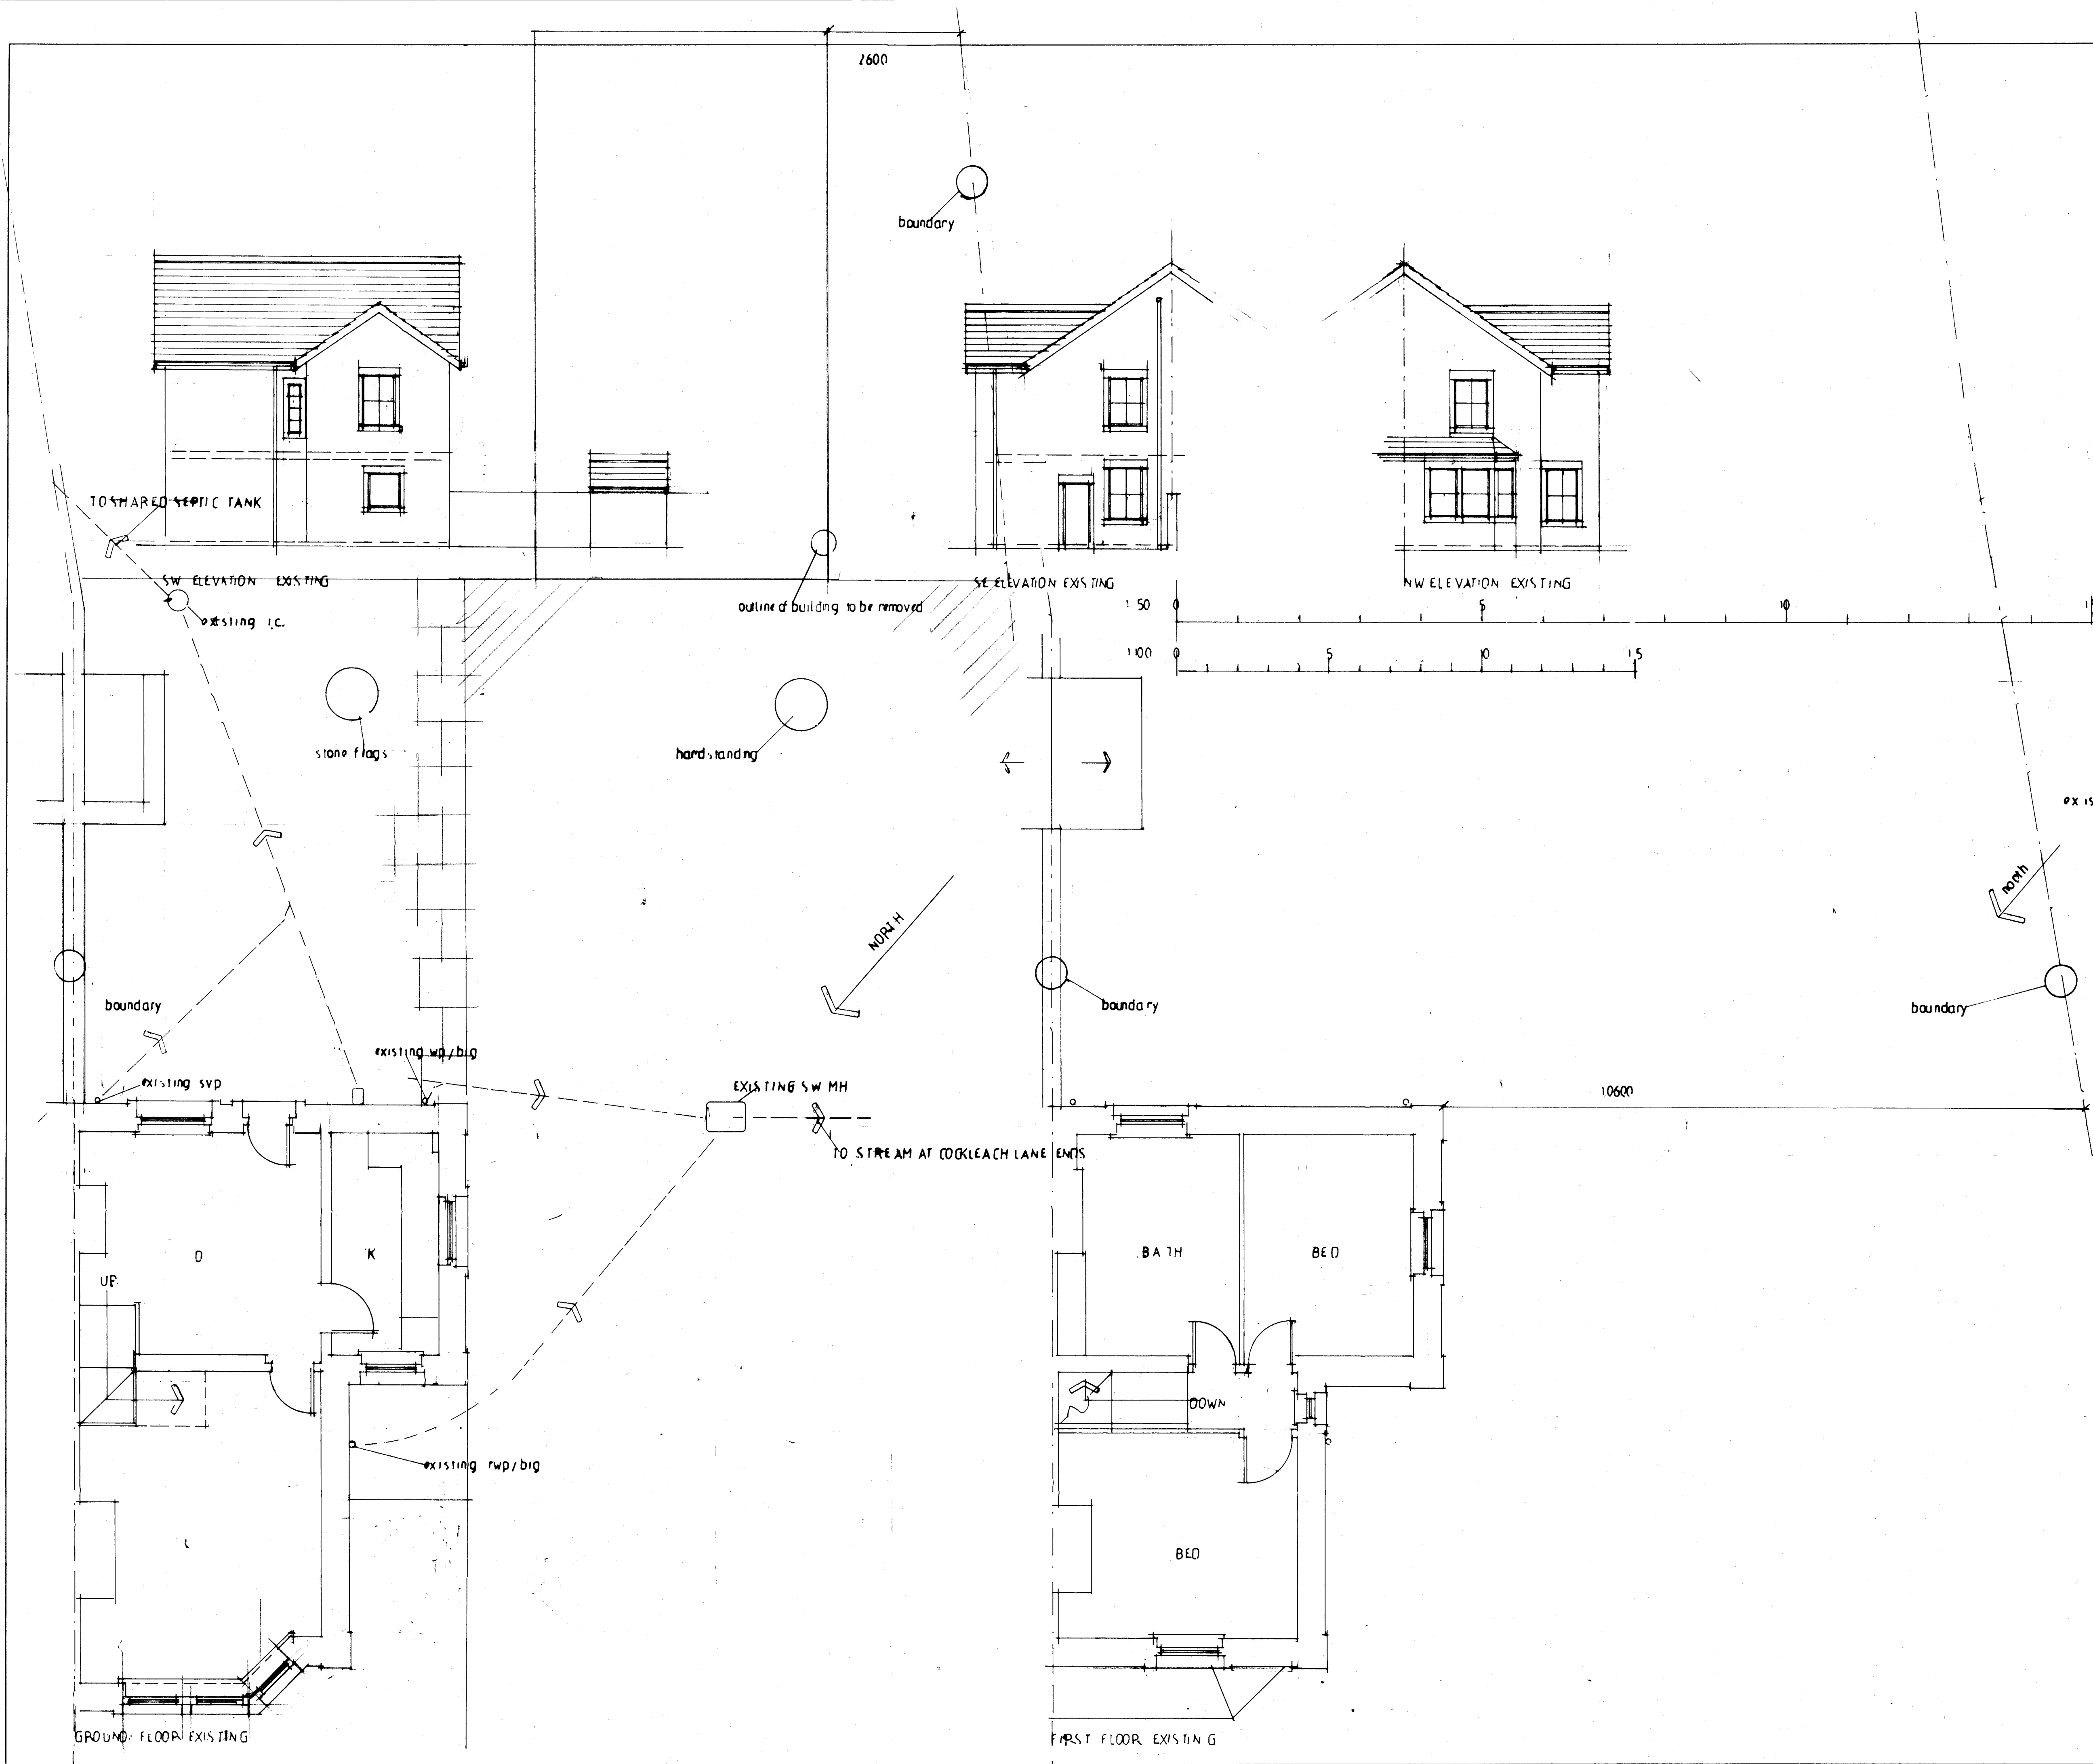 2600
boundary
TO SHARED SEPTIC TANK
SW ELEVATION EXISTING
SE ELEVATION EXISTING
NW ELEVATION EXISTING
existing i.c.
outline of building to be removed
1 50 0 5 10 1
1 100 0 5 10 15
stone flags
hardstanding
ex is
north
NORTH
boundary
boundary
boundary
existing wp/big
existing svp
EXISTING SW MH
10600
TO STREAM AT COCKLEACH LANE ENDS
D
K
BATH
BED
UP
DOWN
existing rwp/big
L
BED
GROUND FLOOR EXISTING
FIRST FLOOR EXISTING